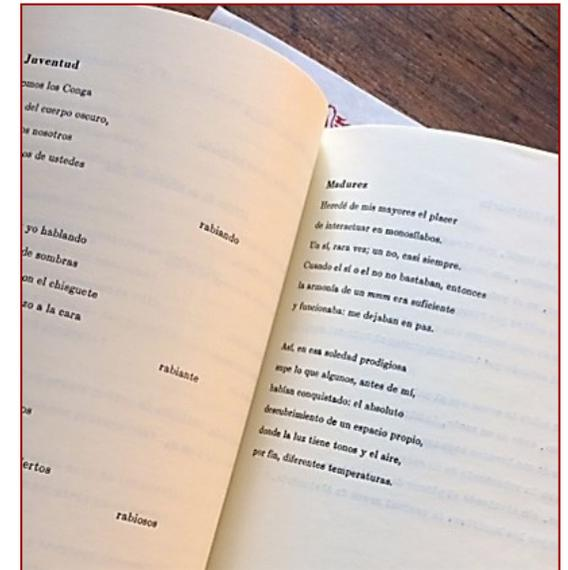 Juventud
omos los Conga
del cuerpo oscuro,
os nosotros
os de ustedes
rabiando
yo hablando
de sombras
on el chisguete
zo a la cara
rabiante
os
iertos
rabiosos
Madurez
Heredé de mis mayores el placer
de interactuar en monosílabos.
Un sí, rara vez; un no, casi siempre.
Cuando el sí o el no no bastaban, entonces
la armonía de un mmm era suficiente
y funcionaba: me dejaban en paz.
Así, en esa soledad prodigiosa
supe lo que algunos, antes de mí,
habían conquistado: el absoluto
descubrimiento de un espacio propio,
donde la luz tiene tonos y el aire,
por fin, diferentes temperaturas.